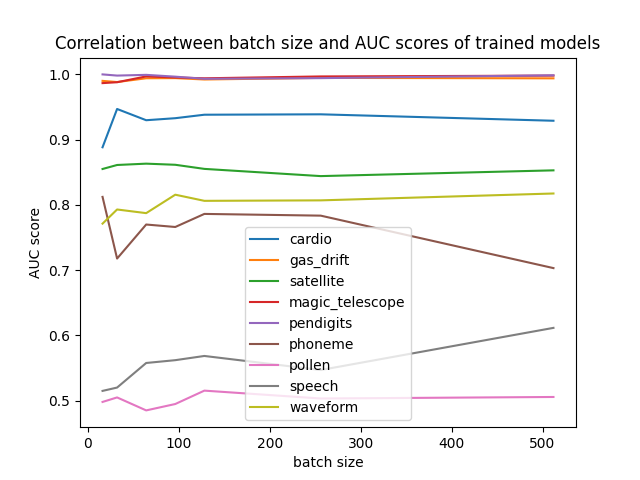 Correlation between batch size and AUC scores of trained models
1.0
0.9
0.8
0.7
0.6
0.5
AUC score
cardio
gas_drift
satellite
magic_telescope
pendigits
phoneme
pollen
speech
waveform
0 100 200 300 400 500
batch size